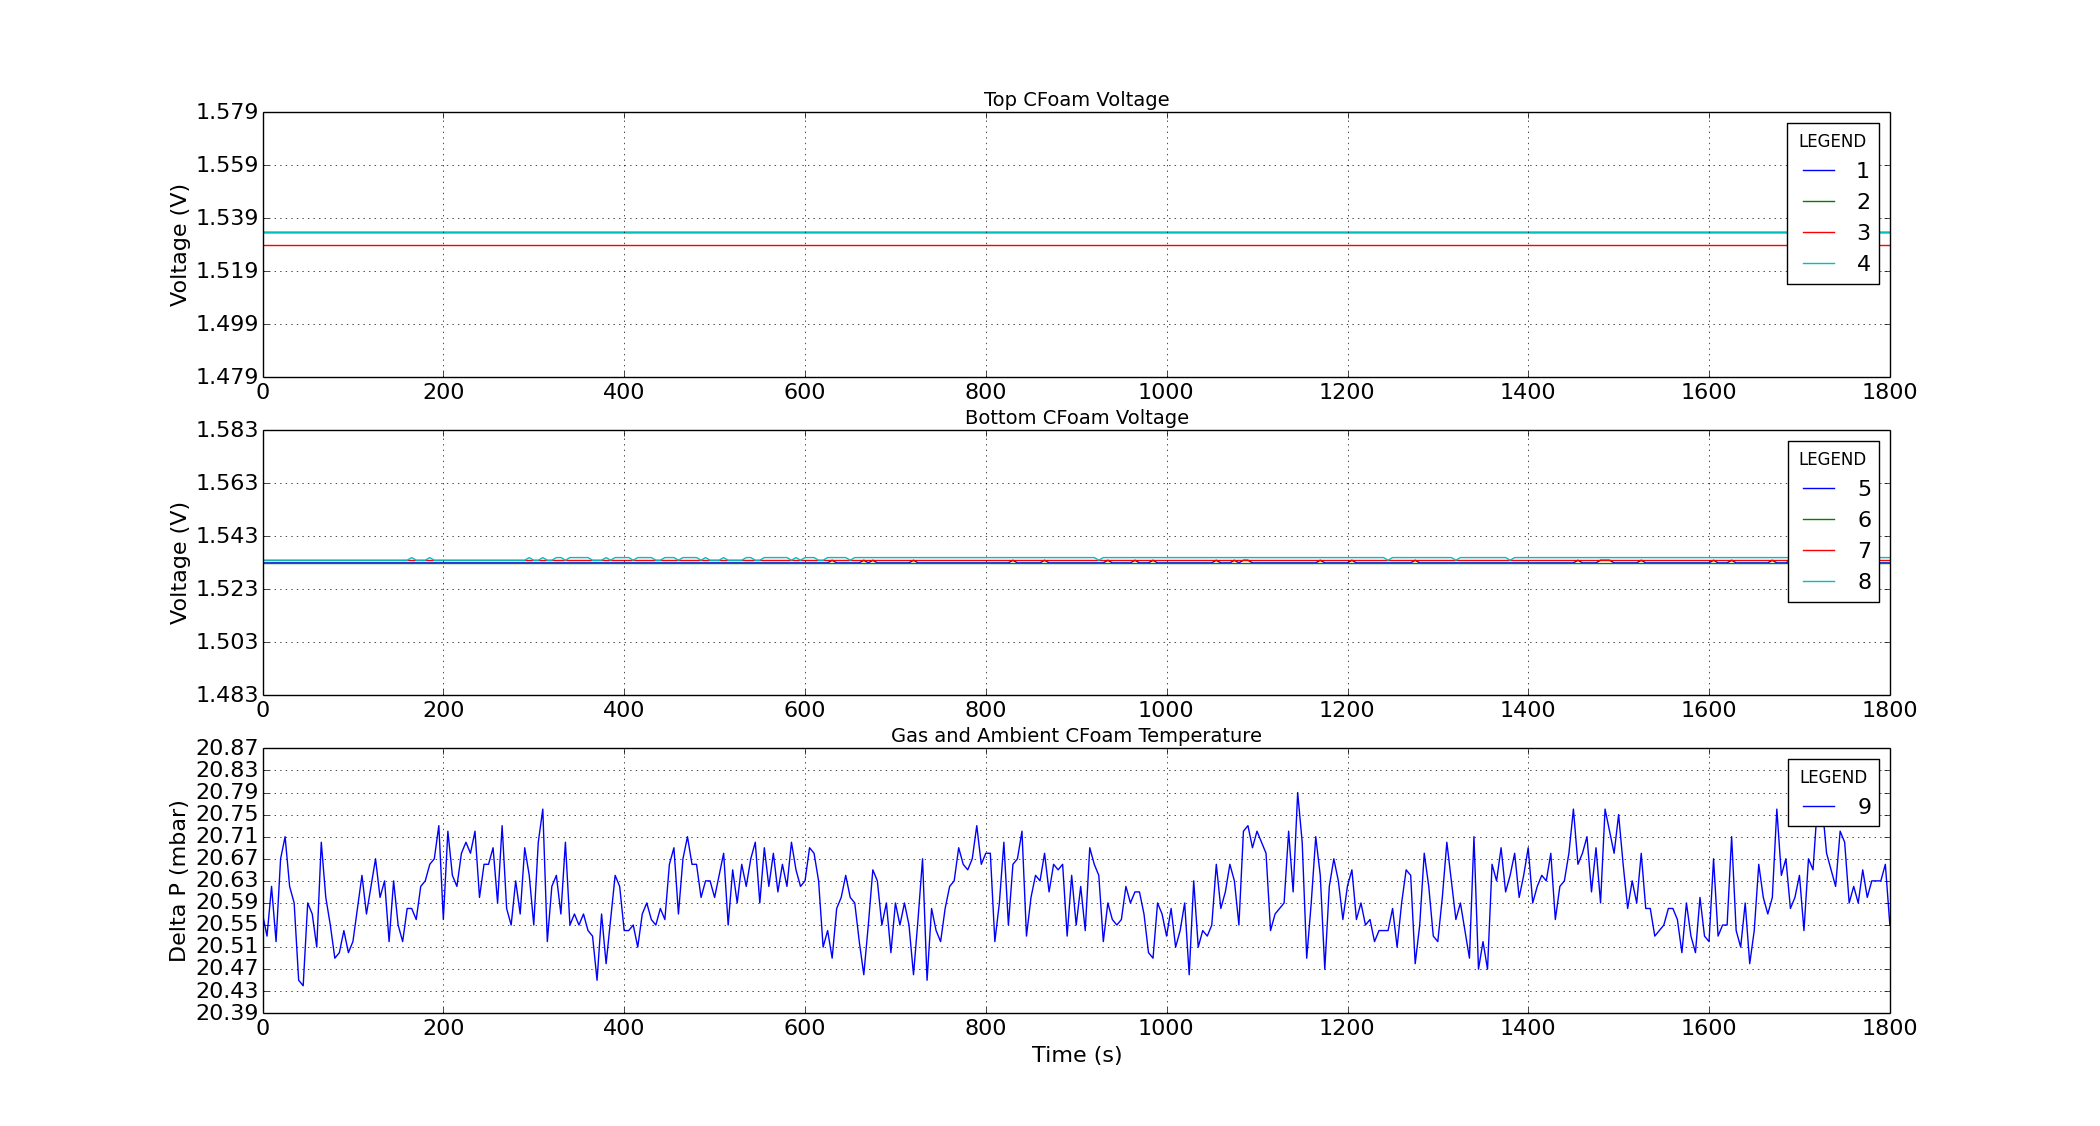 Top CFoam Voltage
1.579
1.559
1.539
1.519
1.499
1.479
Voltage (V)
LEGEND
1
2
3
4
0 200 400 600 800 1000 1200 1400 1600 1800
Bottom CFoam Voltage
1.583
1.563
1.543
1.523
1.503
1.483
Voltage (V)
LEGEND
5
6
7
8
0 200 400 600 800 1000 1200 1400 1600 1800
Gas and Ambient CFoam Temperature
20.87
20.83
20.79
20.75
20.71
20.67
20.63
20.59
20.55
20.51
20.47
20.43
20.39
Delta P (mbar)
LEGEND
9
0 200 400 600 800 1000 1200 1400 1600 1800
Time (s)